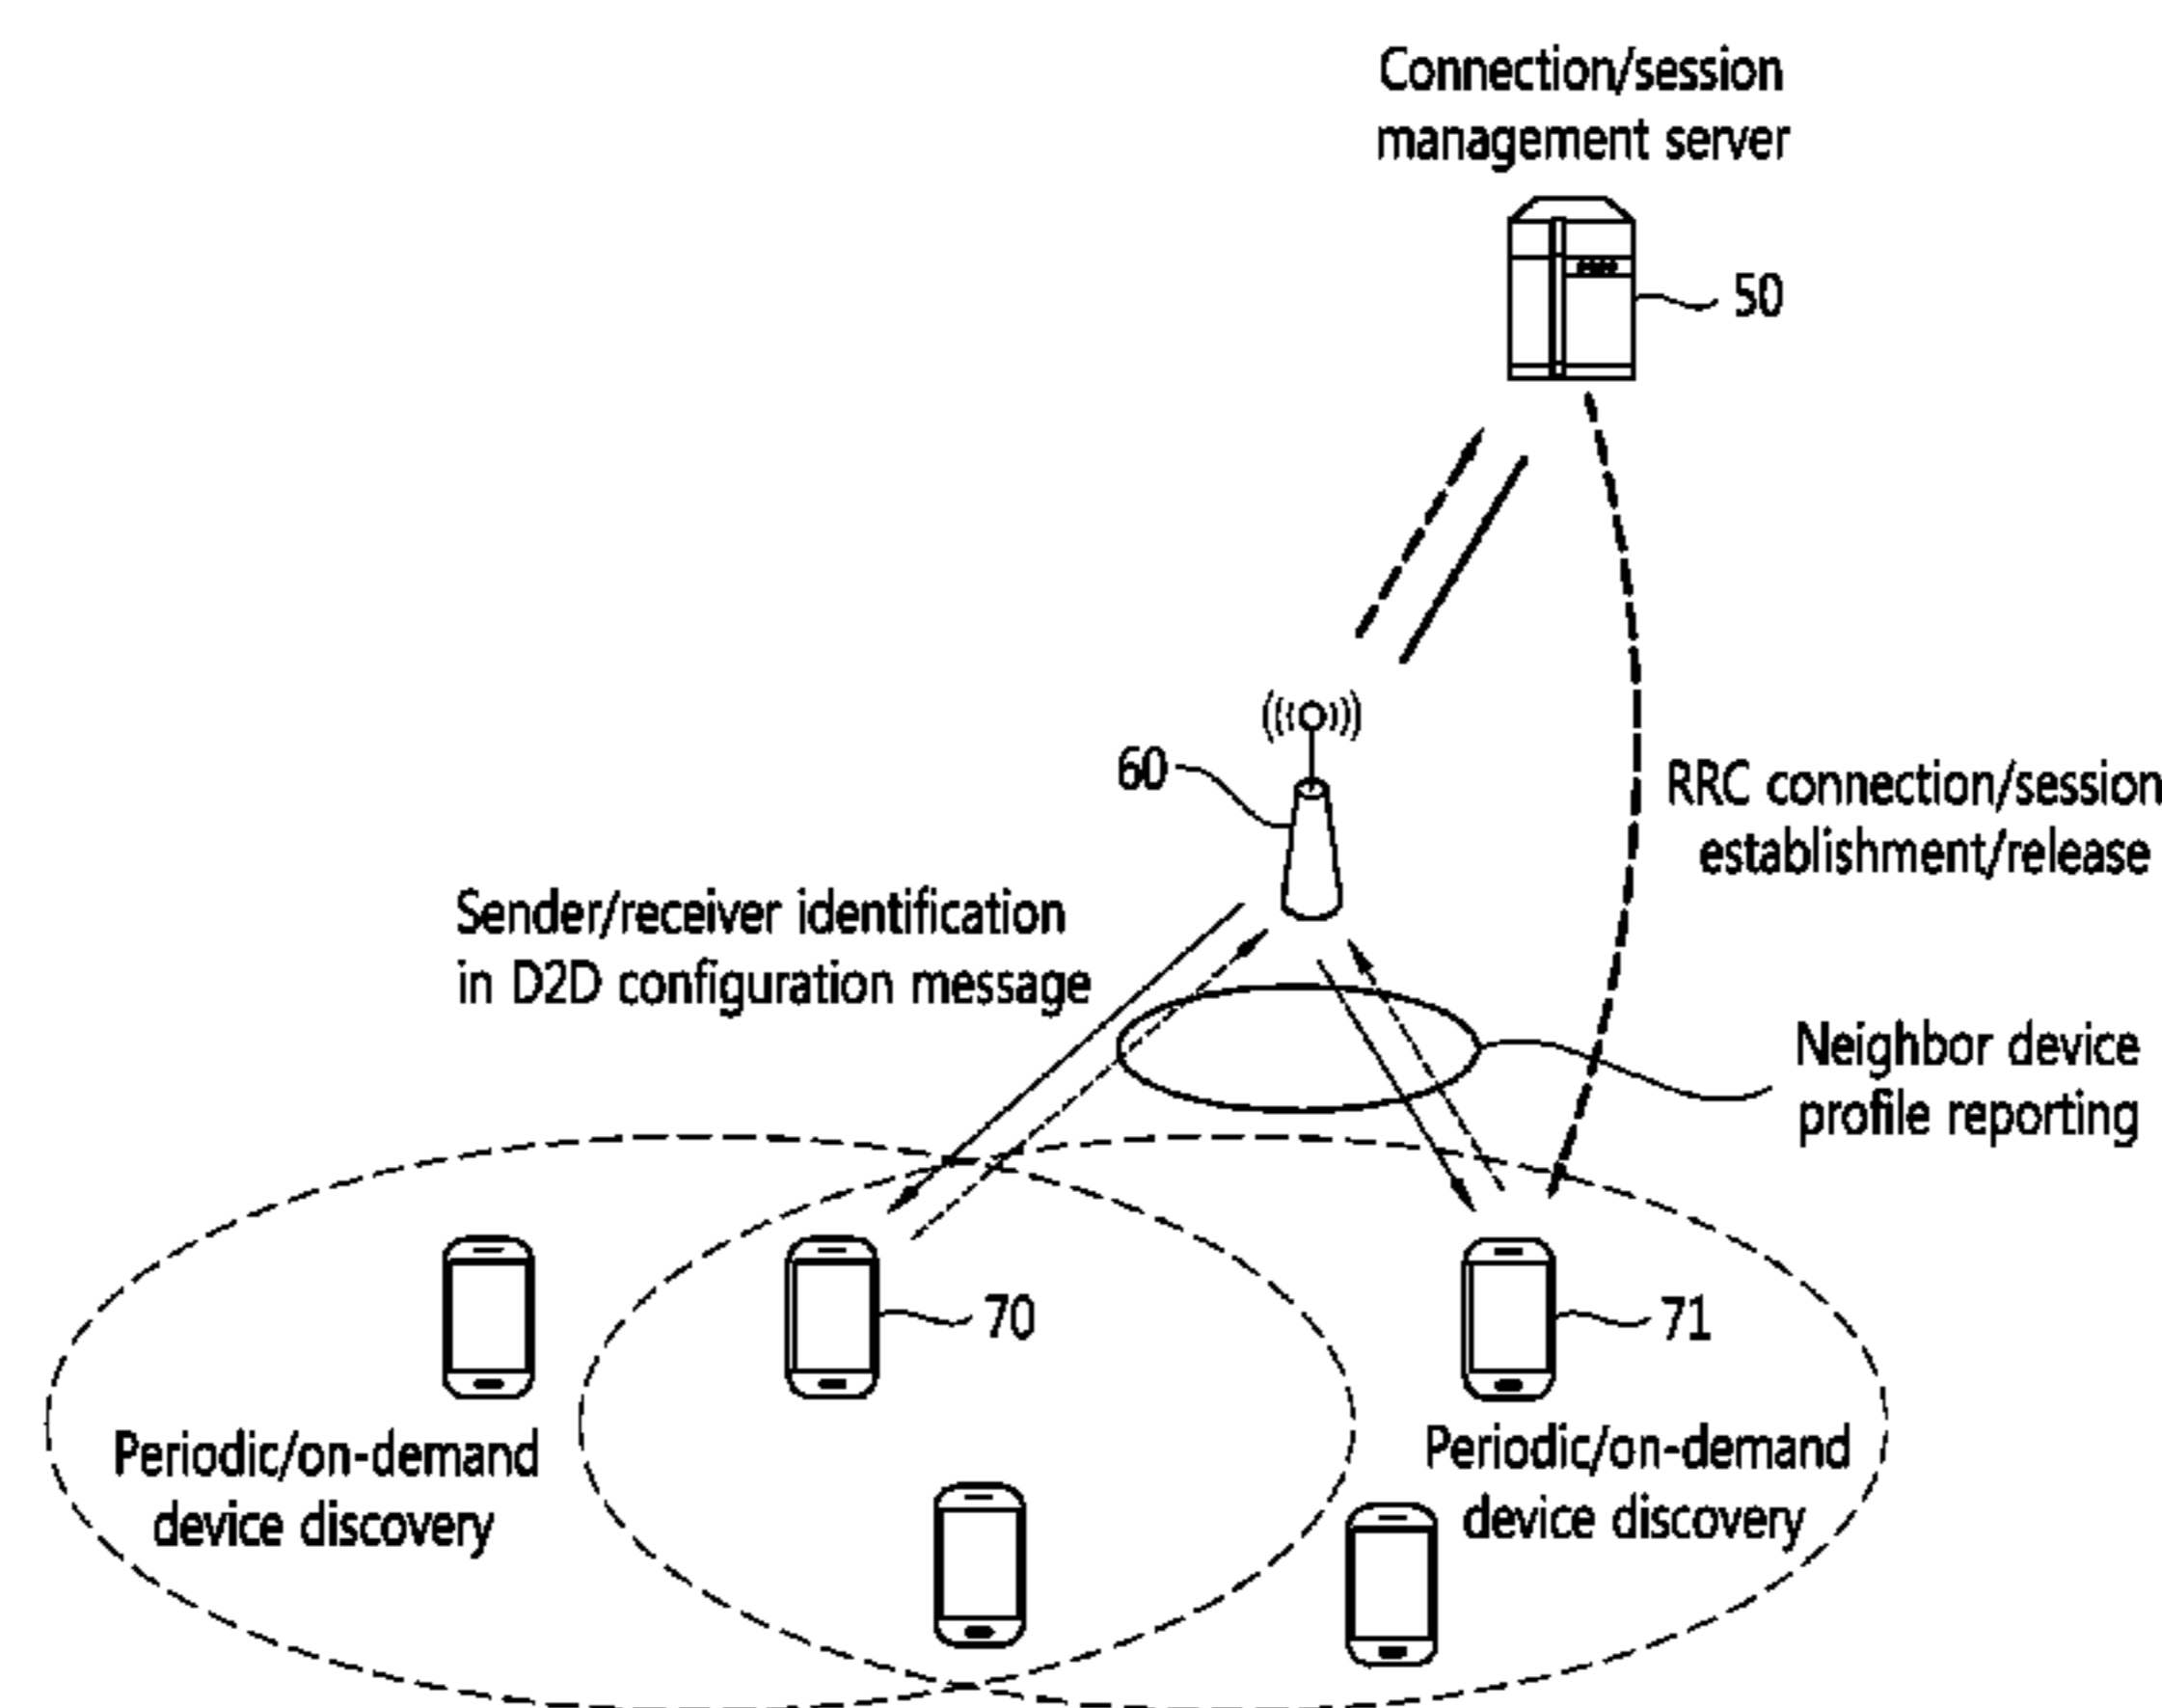 Connection/session
management server
50
60
RRC connection/session
establishment/release
Sender/receiver identification
in D2D configuration message
Neighbor device
profile reporting
70
71
Periodic/on-demand
device discovery
Periodic/on-demand
device discovery